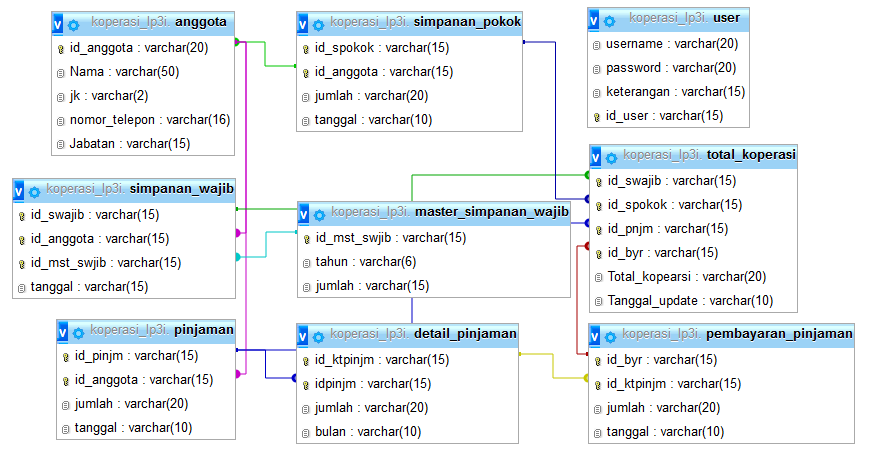 koperasi_lp3i. anggota
id_anggota : varchar(20)
Nama : varchar(50)
jk : varchar(2)
nomor_telepon : varchar(16)
Jabatan : varchar(15)
koperasi_lp3i. simpanan_pokok
id_spokok : varchar(15)
id_anggota : varchar(15)
jumlah : varchar(20)
tanggal : varchar(10)
koperasi_lp3i. user
username : varchar(20)
password : varchar(20)
keterangan : varchar(15)
id_user : varchar(15)
koperasi_lp3i. simpanan_wajib
id_swajib : varchar(15)
id_anggota : varchar(15)
id_mst_swjib : varchar(15)
tanggal : varchar(15)
koperasi_lp3i. master_simpanan_wajib
id_mst_swjib : varchar(15)
tahun : varchar(6)
jumlah : varchar(15)
koperasi_lp3i. total_koperasi
id_swajib : varchar(15)
id_spokok : varchar(15)
id_pnjm : varchar(15)
id_byr : varchar(15)
Total_kopearsi : varchar(20)
Tanggal_update : varchar(10)
koperasi_lp3i. pinjaman
id_pinjm : varchar(15)
id_anggota : varchar(15)
jumlah : varchar(20)
tanggal : varchar(10)
koperasi_lp3i. detail_pinjaman
id_ktpinjm : varchar(15)
idpinjm : varchar(15)
jumlah : varchar(20)
bulan : varchar(10)
koperasi_lp3i. pembayaran_pinjaman
id_byr : varchar(15)
id_ktpinjm : varchar(15)
jumlah : varchar(20)
tanggal : varchar(10)